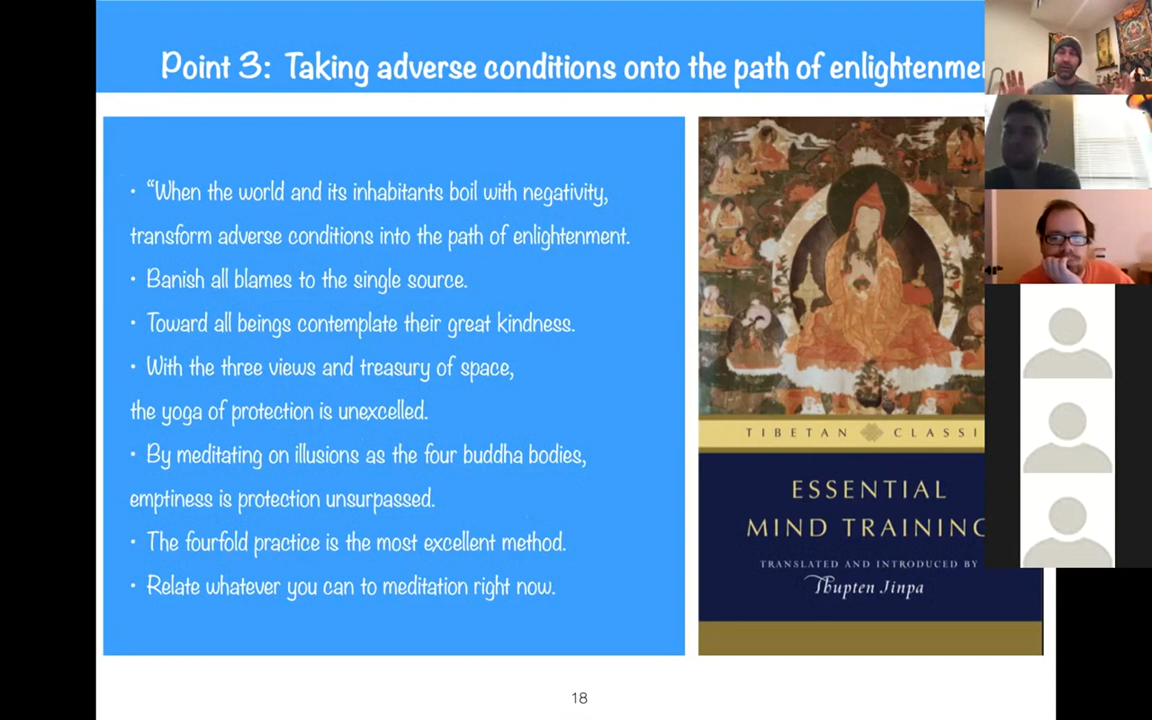 Point 3: Taking adverse conditions onto the path of enlightenme
• “When the world and its inhabitants boil with negativity,
transform adverse conditions into the path of enlightenment.
• Banish all blames to the single source.
• Toward all beings contemplate their great kindness.
• With the three views and treasury of space,
the yoga of protection is unexcelled.
• By meditating on illusions as the four buddha bodies,
emptiness is protection unsurpassed.
• The fourfold practice is the most excellent method.
• Relate whatever you can to meditation right now.
TIBETAN CLASSI
ESSENTIAL
MIND TRAINING
TRANSLATED AND INTRODUCED BY
Thupten Jinpa
18